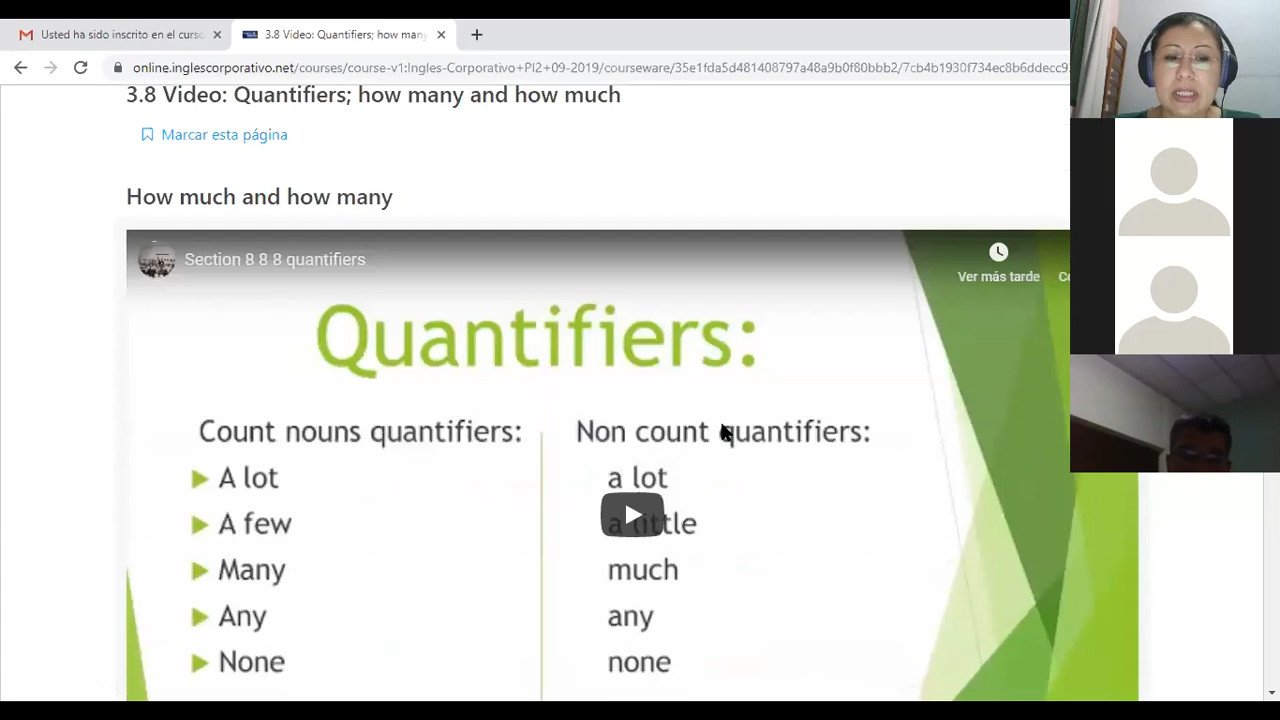 Usted ha sido inscrito en el curso
3.8 Video: Quantifiers; how many
online.inglescorporativo.net/courses/course-v1:Ingles-Corporativo+PI2+09-2019/courseware/35e1fda5d481408797a48a9b0f80bbb2/7cb4b1930f734ec8b6ddecc9
3.8 Video: Quantifiers; how many and how much
Marcar esta página
How much and how many
Section 8 8 8 quantifiers
Ver más tarde
Quantifiers:
Count nouns quantifiers:
A lot
A few
Many
Any
None
Non count quantifiers:
a lot
a little
much
any
none